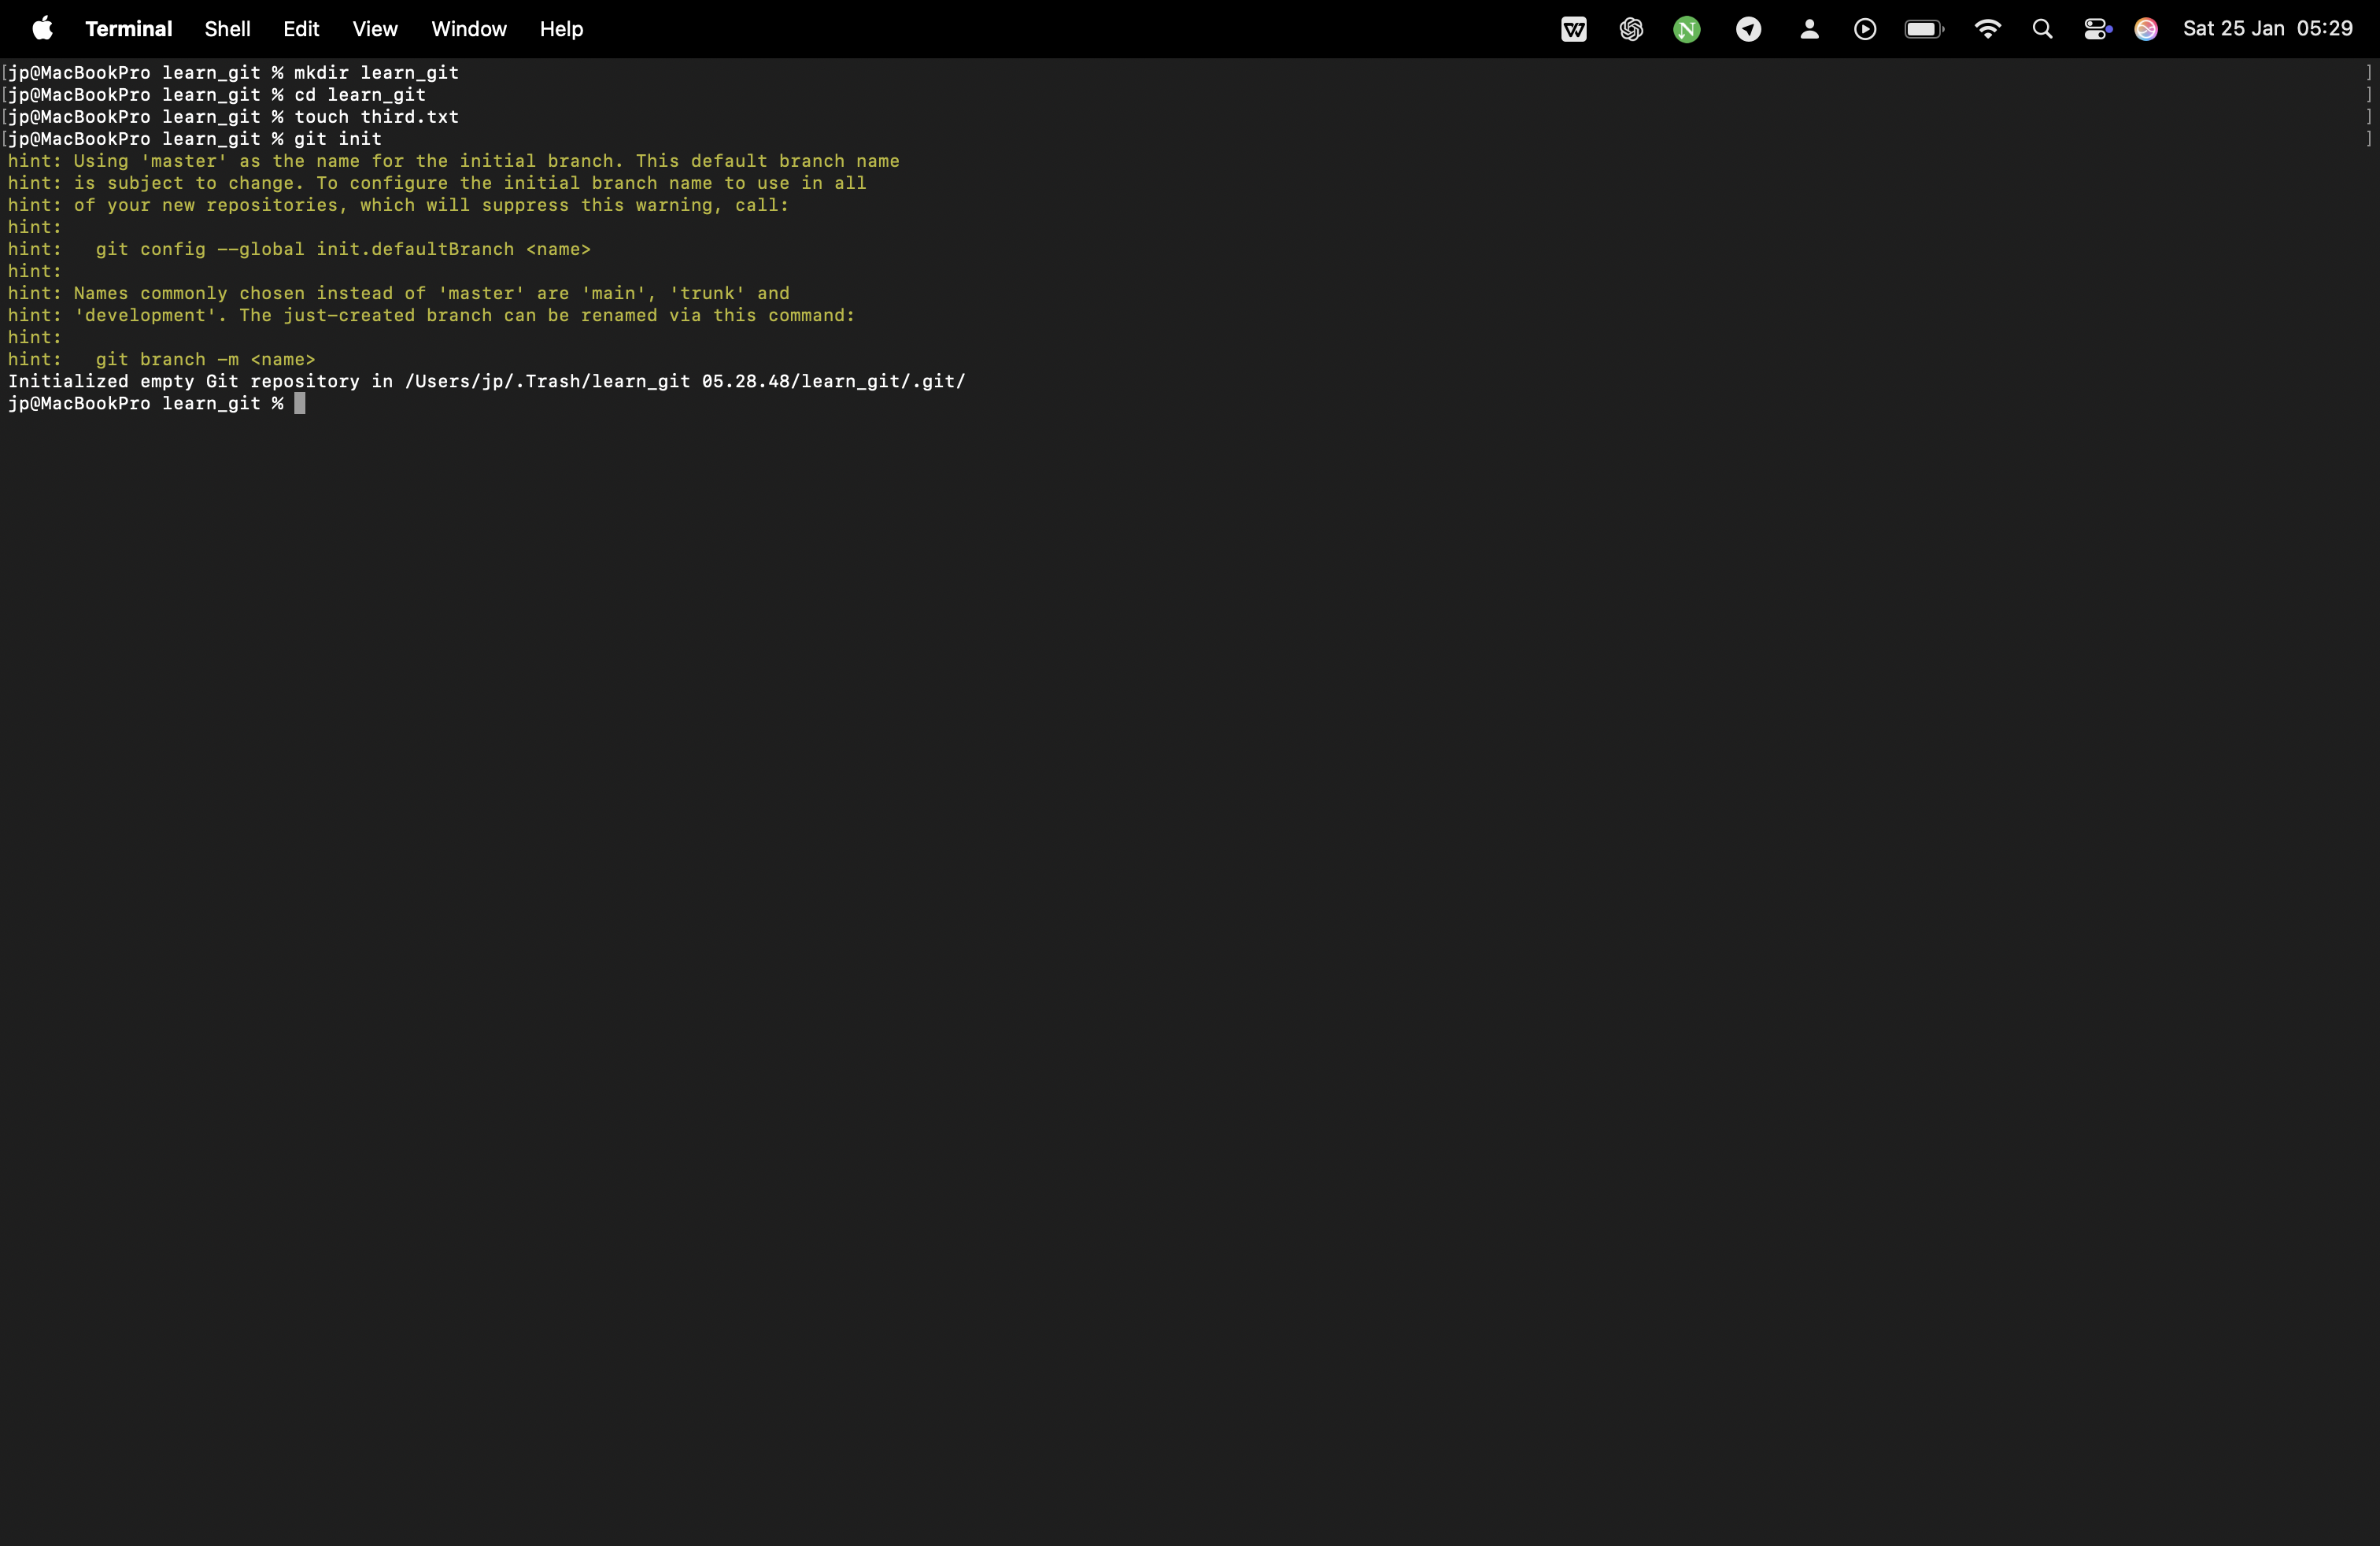 Terminal Shell Edit View Window Help Sat 25 Jan 05:29
[jp@MacBookPro learn_git % mkdir learn_git ]
[jp@MacBookPro learn_git % cd learn_git ]
[jp@MacBookPro learn_git % touch third.txt ]
[jp@MacBookPro learn_git % git init ]
hint: Using 'master' as the name for the initial branch. This default branch name
hint: is subject to change. To configure the initial branch name to use in all
hint: of your new repositories, which will suppress this warning, call:
hint:
hint:   git config --global init.defaultBranch <name>
hint:
hint: Names commonly chosen instead of 'master' are 'main', 'trunk' and
hint: 'development'. The just-created branch can be renamed via this command:
hint:
hint:   git branch -m <name>
Initialized empty Git repository in /Users/jp/.Trash/learn_git 05.28.48/learn_git/.git/
jp@MacBookPro learn_git %